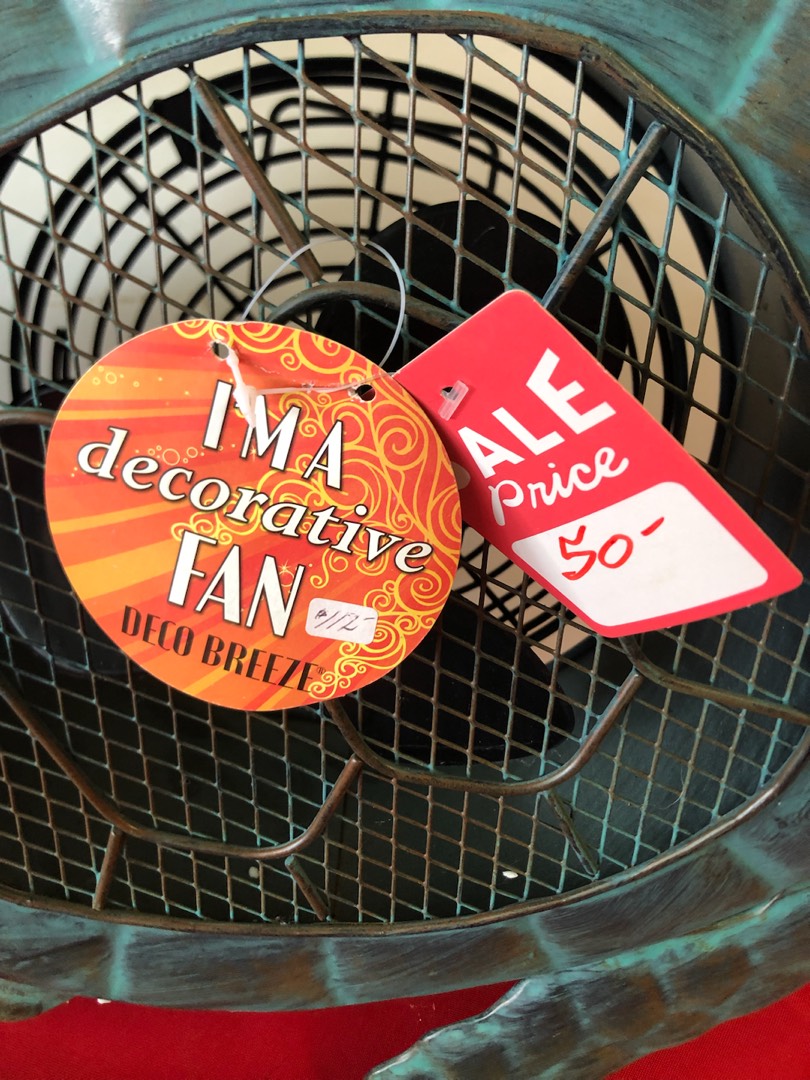 I'M A
decorative
FAN
DECO BREEZE®
$112-
ALE
Price
50-